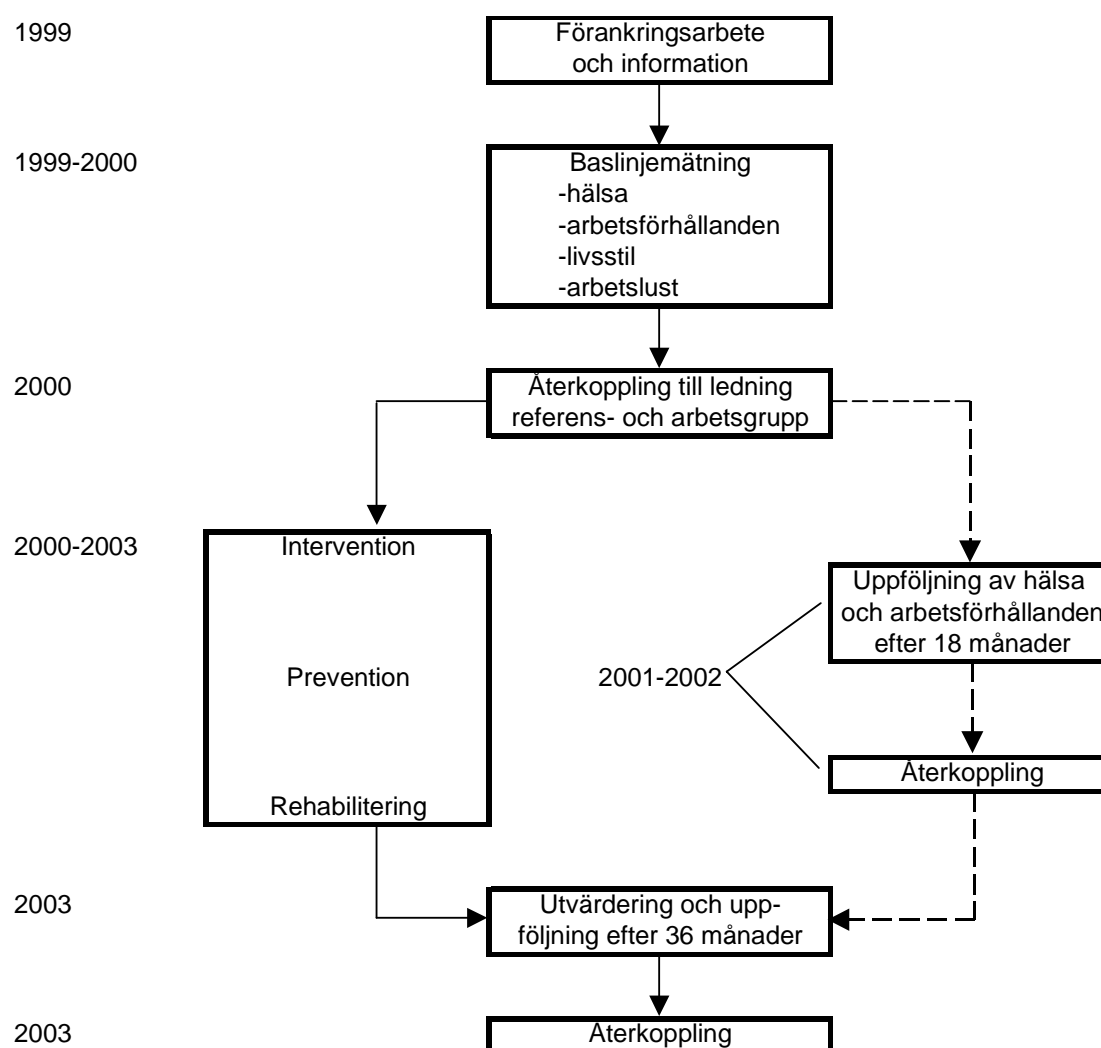 1999
Förankringsarbete
och information
1999-2000
Baslinjemätning
-hälsa
-arbetsförhållanden
-livsstil
-arbetslust
2000
Återkoppling till ledning
referens- och arbetsgrupp
2000-2003
Intervention
Prevention
Rehabilitering
2001-2002
Uppföljning av hälsa
och arbetsförhållanden
efter 18 månader
Återkoppling
2003
Utvärdering och upp-
följning efter 36 månader
2003
Återkoppling